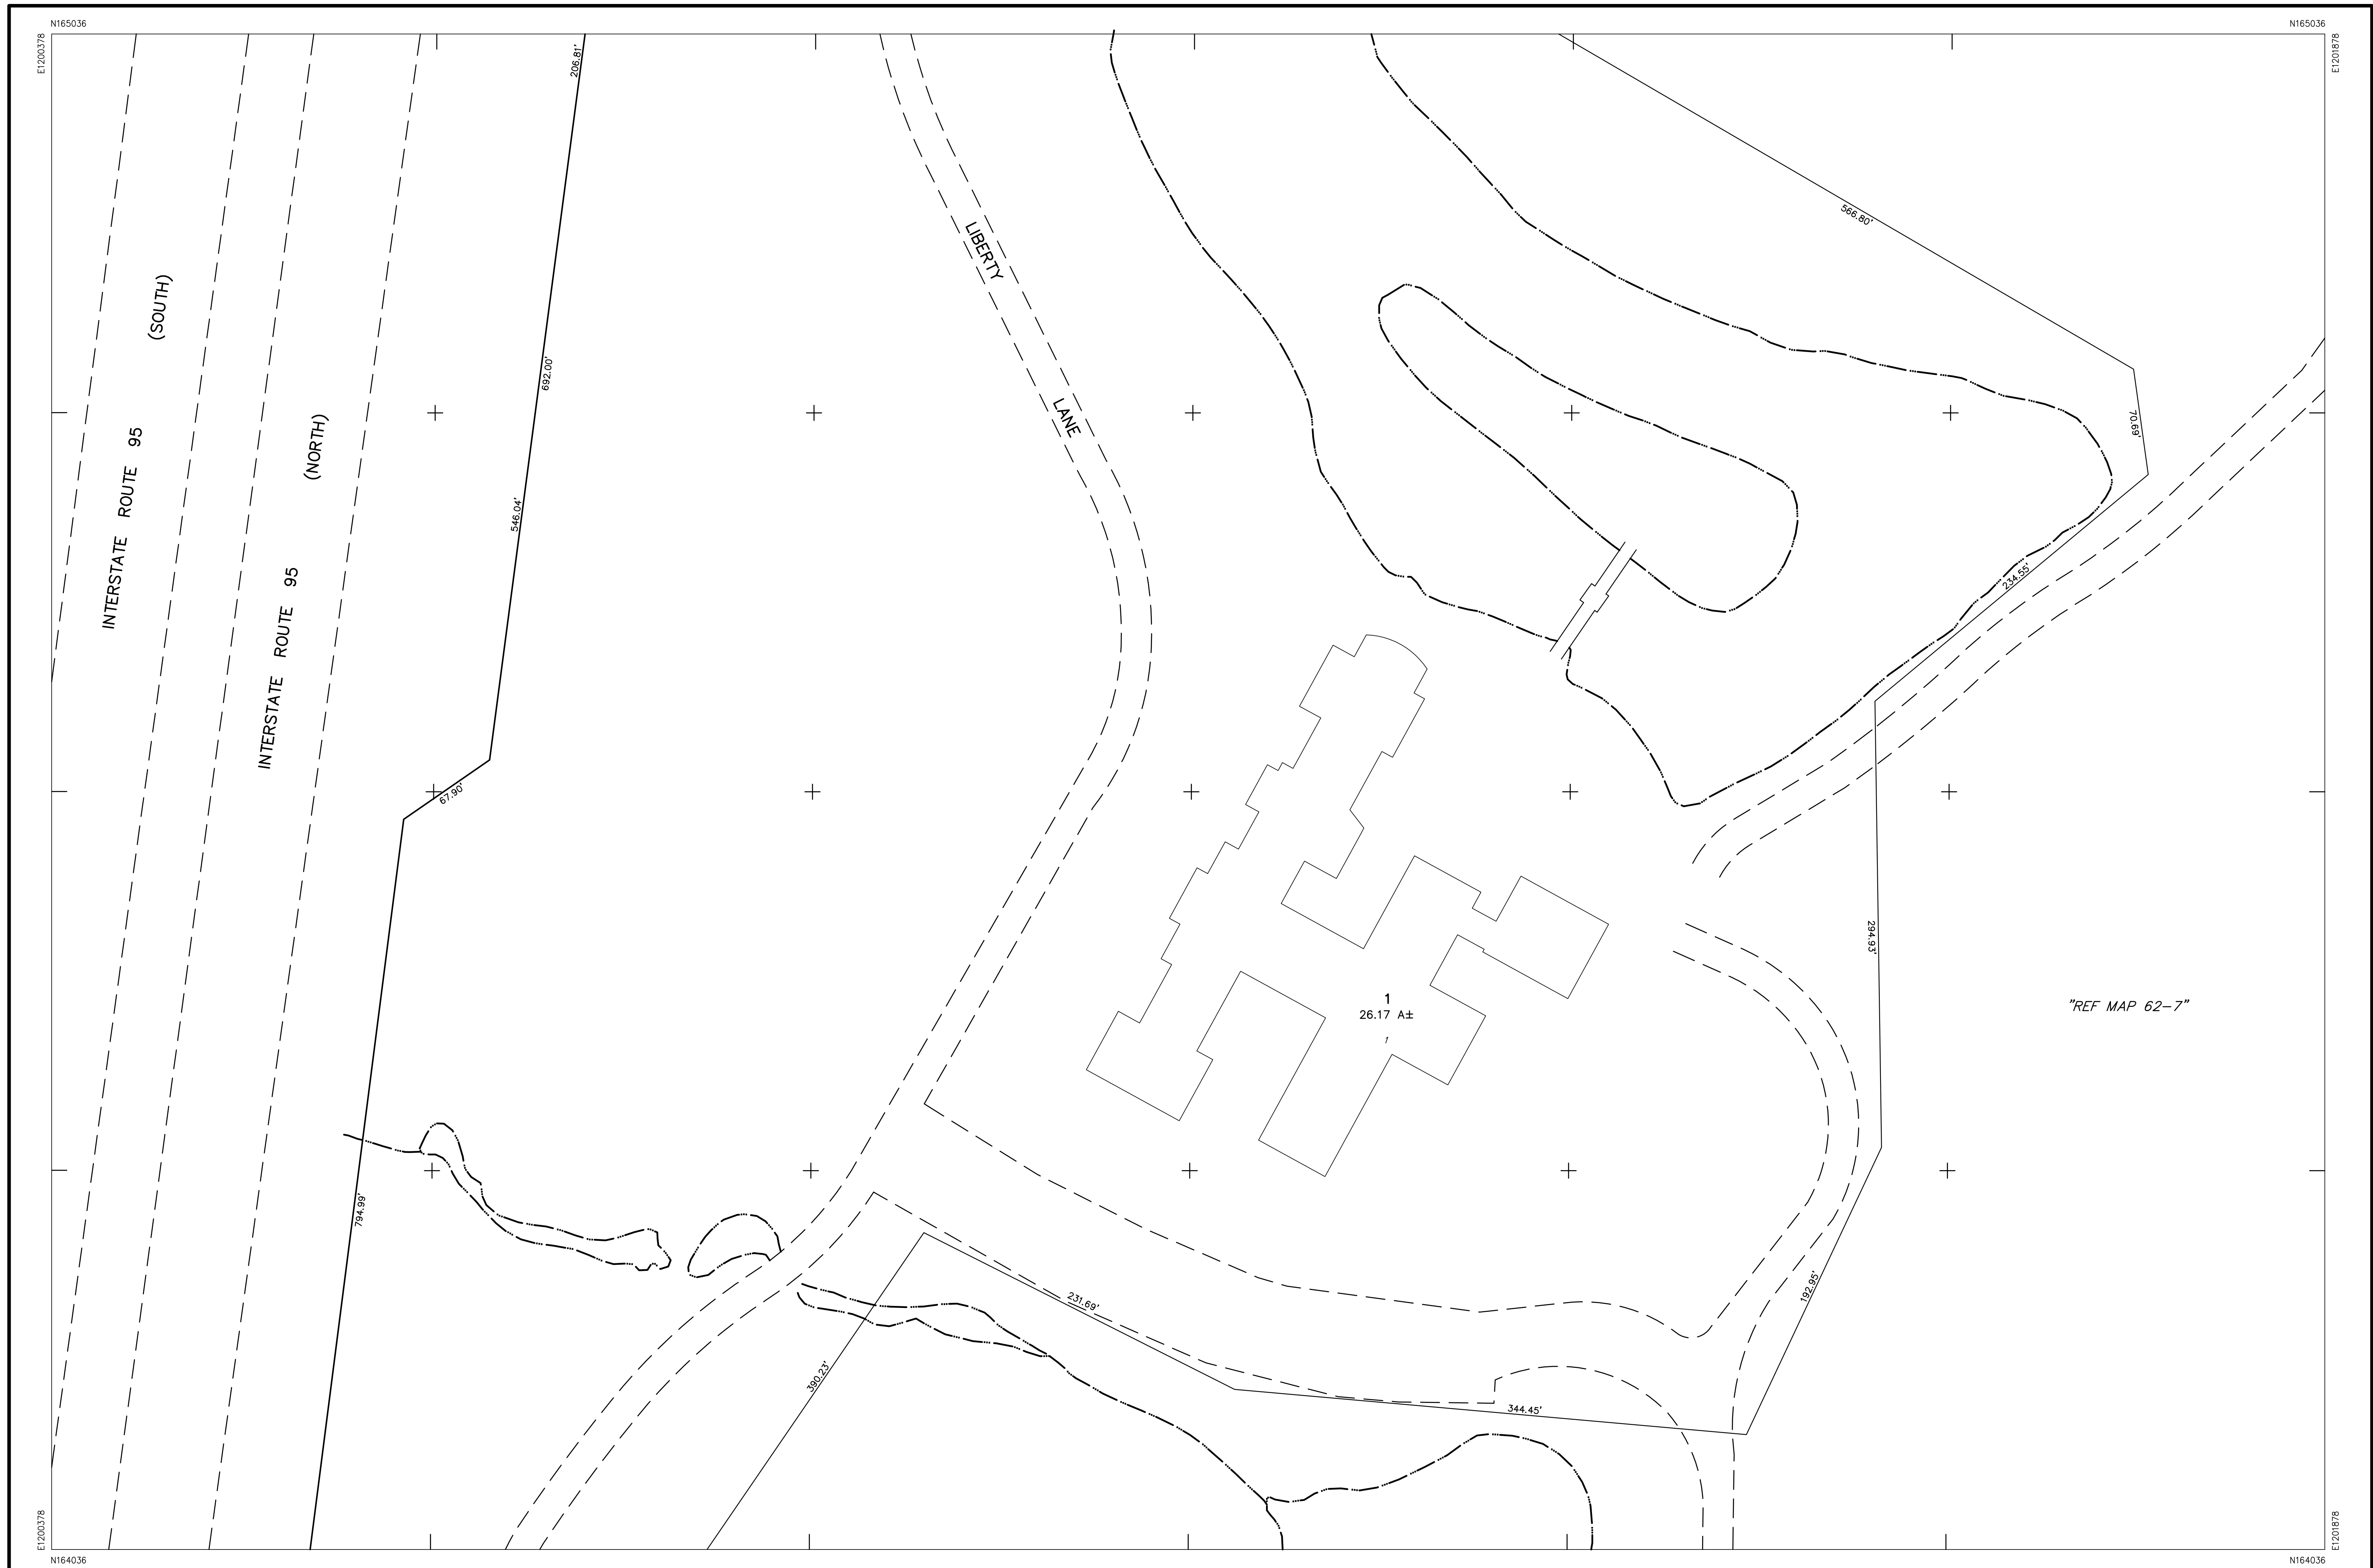 N165036
N165036
E1200378
E1201878
206.81'
566.80'
LIBERTY
LANE
(SOUTH)
INTERSTATE ROUTE 95
(NORTH)
INTERSTATE ROUTE 95
692.00'
546.04'
70.69'
234.55'
67.90'
294.93'
1
26.17 A±
1
"REF MAP 62-7"
794.99'
231.69'
192.95'
390.23'
344.45'
E1200378
E1201878
N164036
N164036